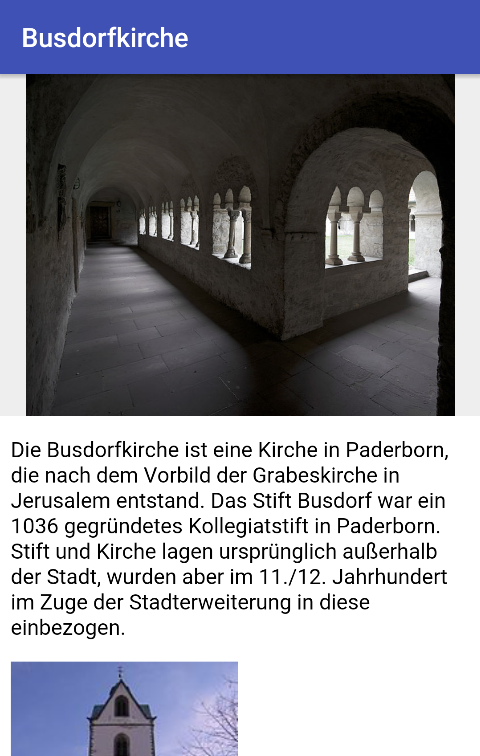 Busdorfkirche
Die Busdorfkirche ist eine Kirche in Paderborn,
die nach dem Vorbild der Grabeskirche in
Jerusalem entstand. Das Stift Busdorf war ein
1036 gegründetes Kollegiatstift in Paderborn.
Stift und Kirche lagen ursprünglich außerhalb
der Stadt, wurden aber im 11./12. Jahrhundert
im Zuge der Stadterweiterung in diese
einbezogen.